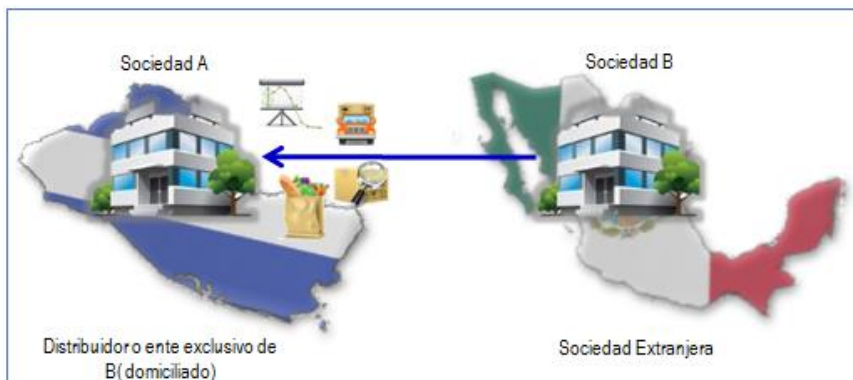 Sociedad A
Sociedad B
Distribuidor o ente exclusivo de
B( domiciliado)
Sociedad Extranjera